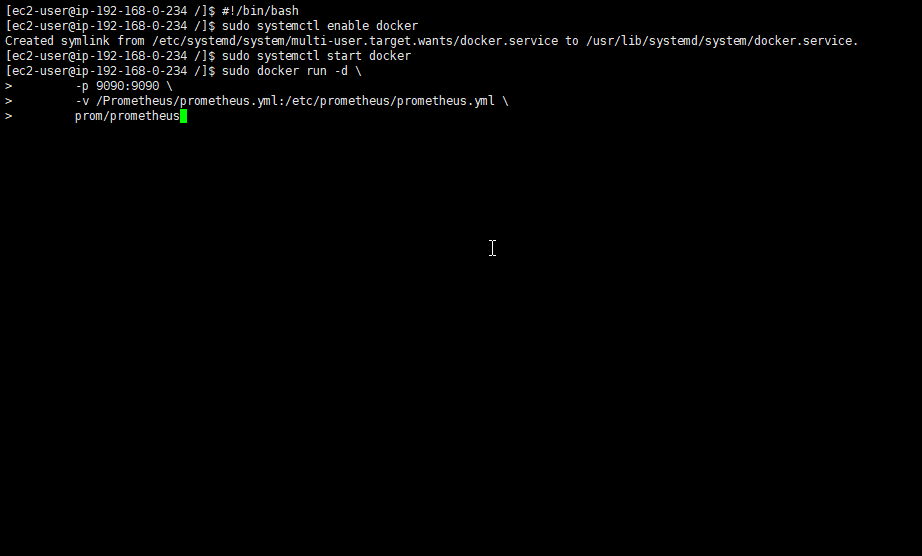 [ec2-user@ip-192-168-0-234 /]$ #!/bin/bash
[ec2-user@ip-192-168-0-234 /]$ sudo systemctl enable docker
Created symlink from /etc/systemd/system/multi-user.target.wants/docker.service to /usr/lib/systemd/system/docker.service.
[ec2-user@ip-192-168-0-234 /]$ sudo systemctl start docker
[ec2-user@ip-192-168-0-234 /]$ sudo docker run -d \
>         -p 9090:9090 \
>         -v /Prometheus/prometheus.yml:/etc/prometheus/prometheus.yml \
>         prom/prometheus